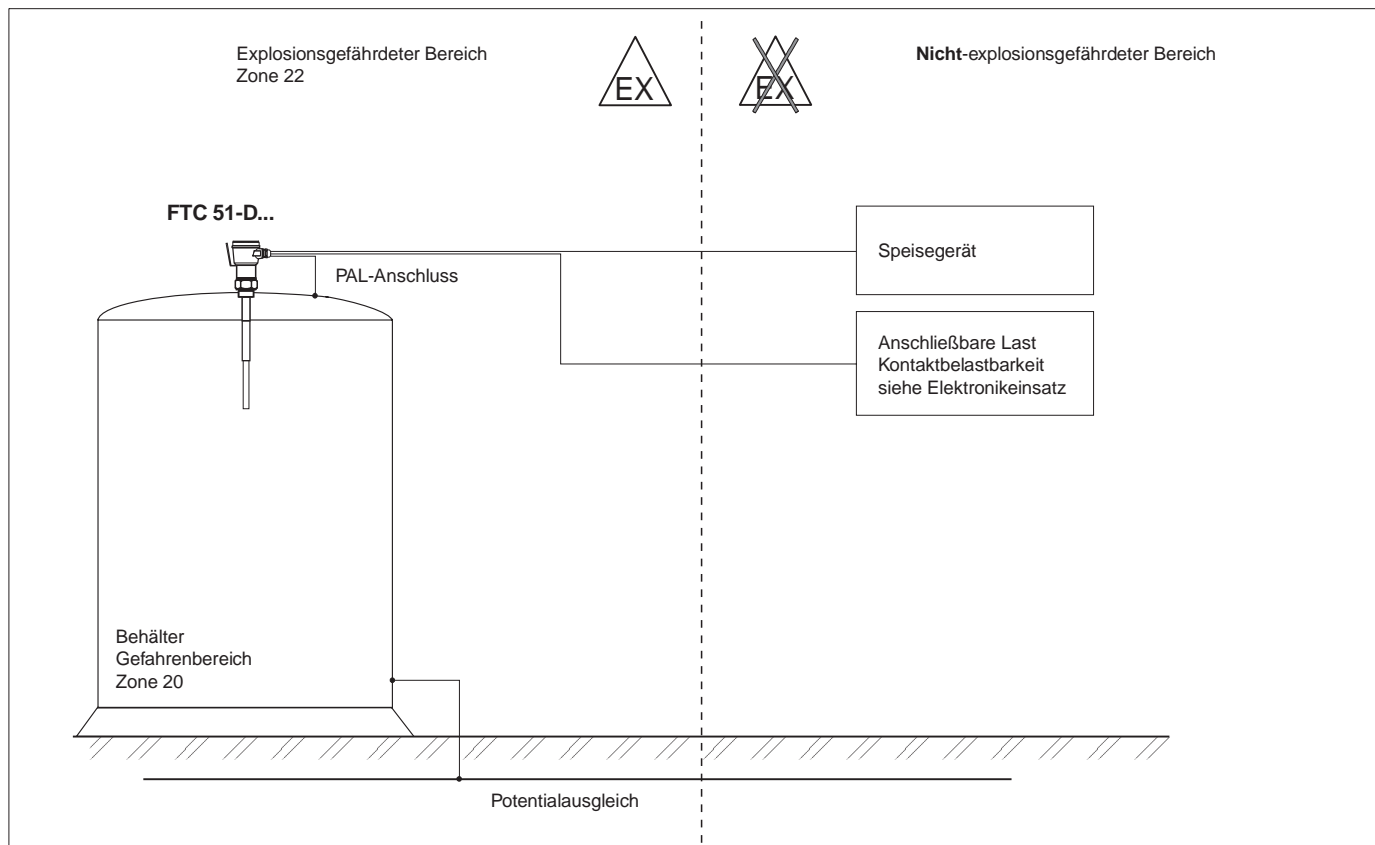 Explosionsgefährdeter Bereich
Zone 22
EX
EX
Nicht-explosionsgefährdeter Bereich
FTC 51-D...
PAL-Anschluss
Speisegerät
Anschließbare Last
Kontaktbelastbarkeit
siehe Elektronikeinsatz
Behälter
Gefahrenbereich
Zone 20
Potentialausgleich